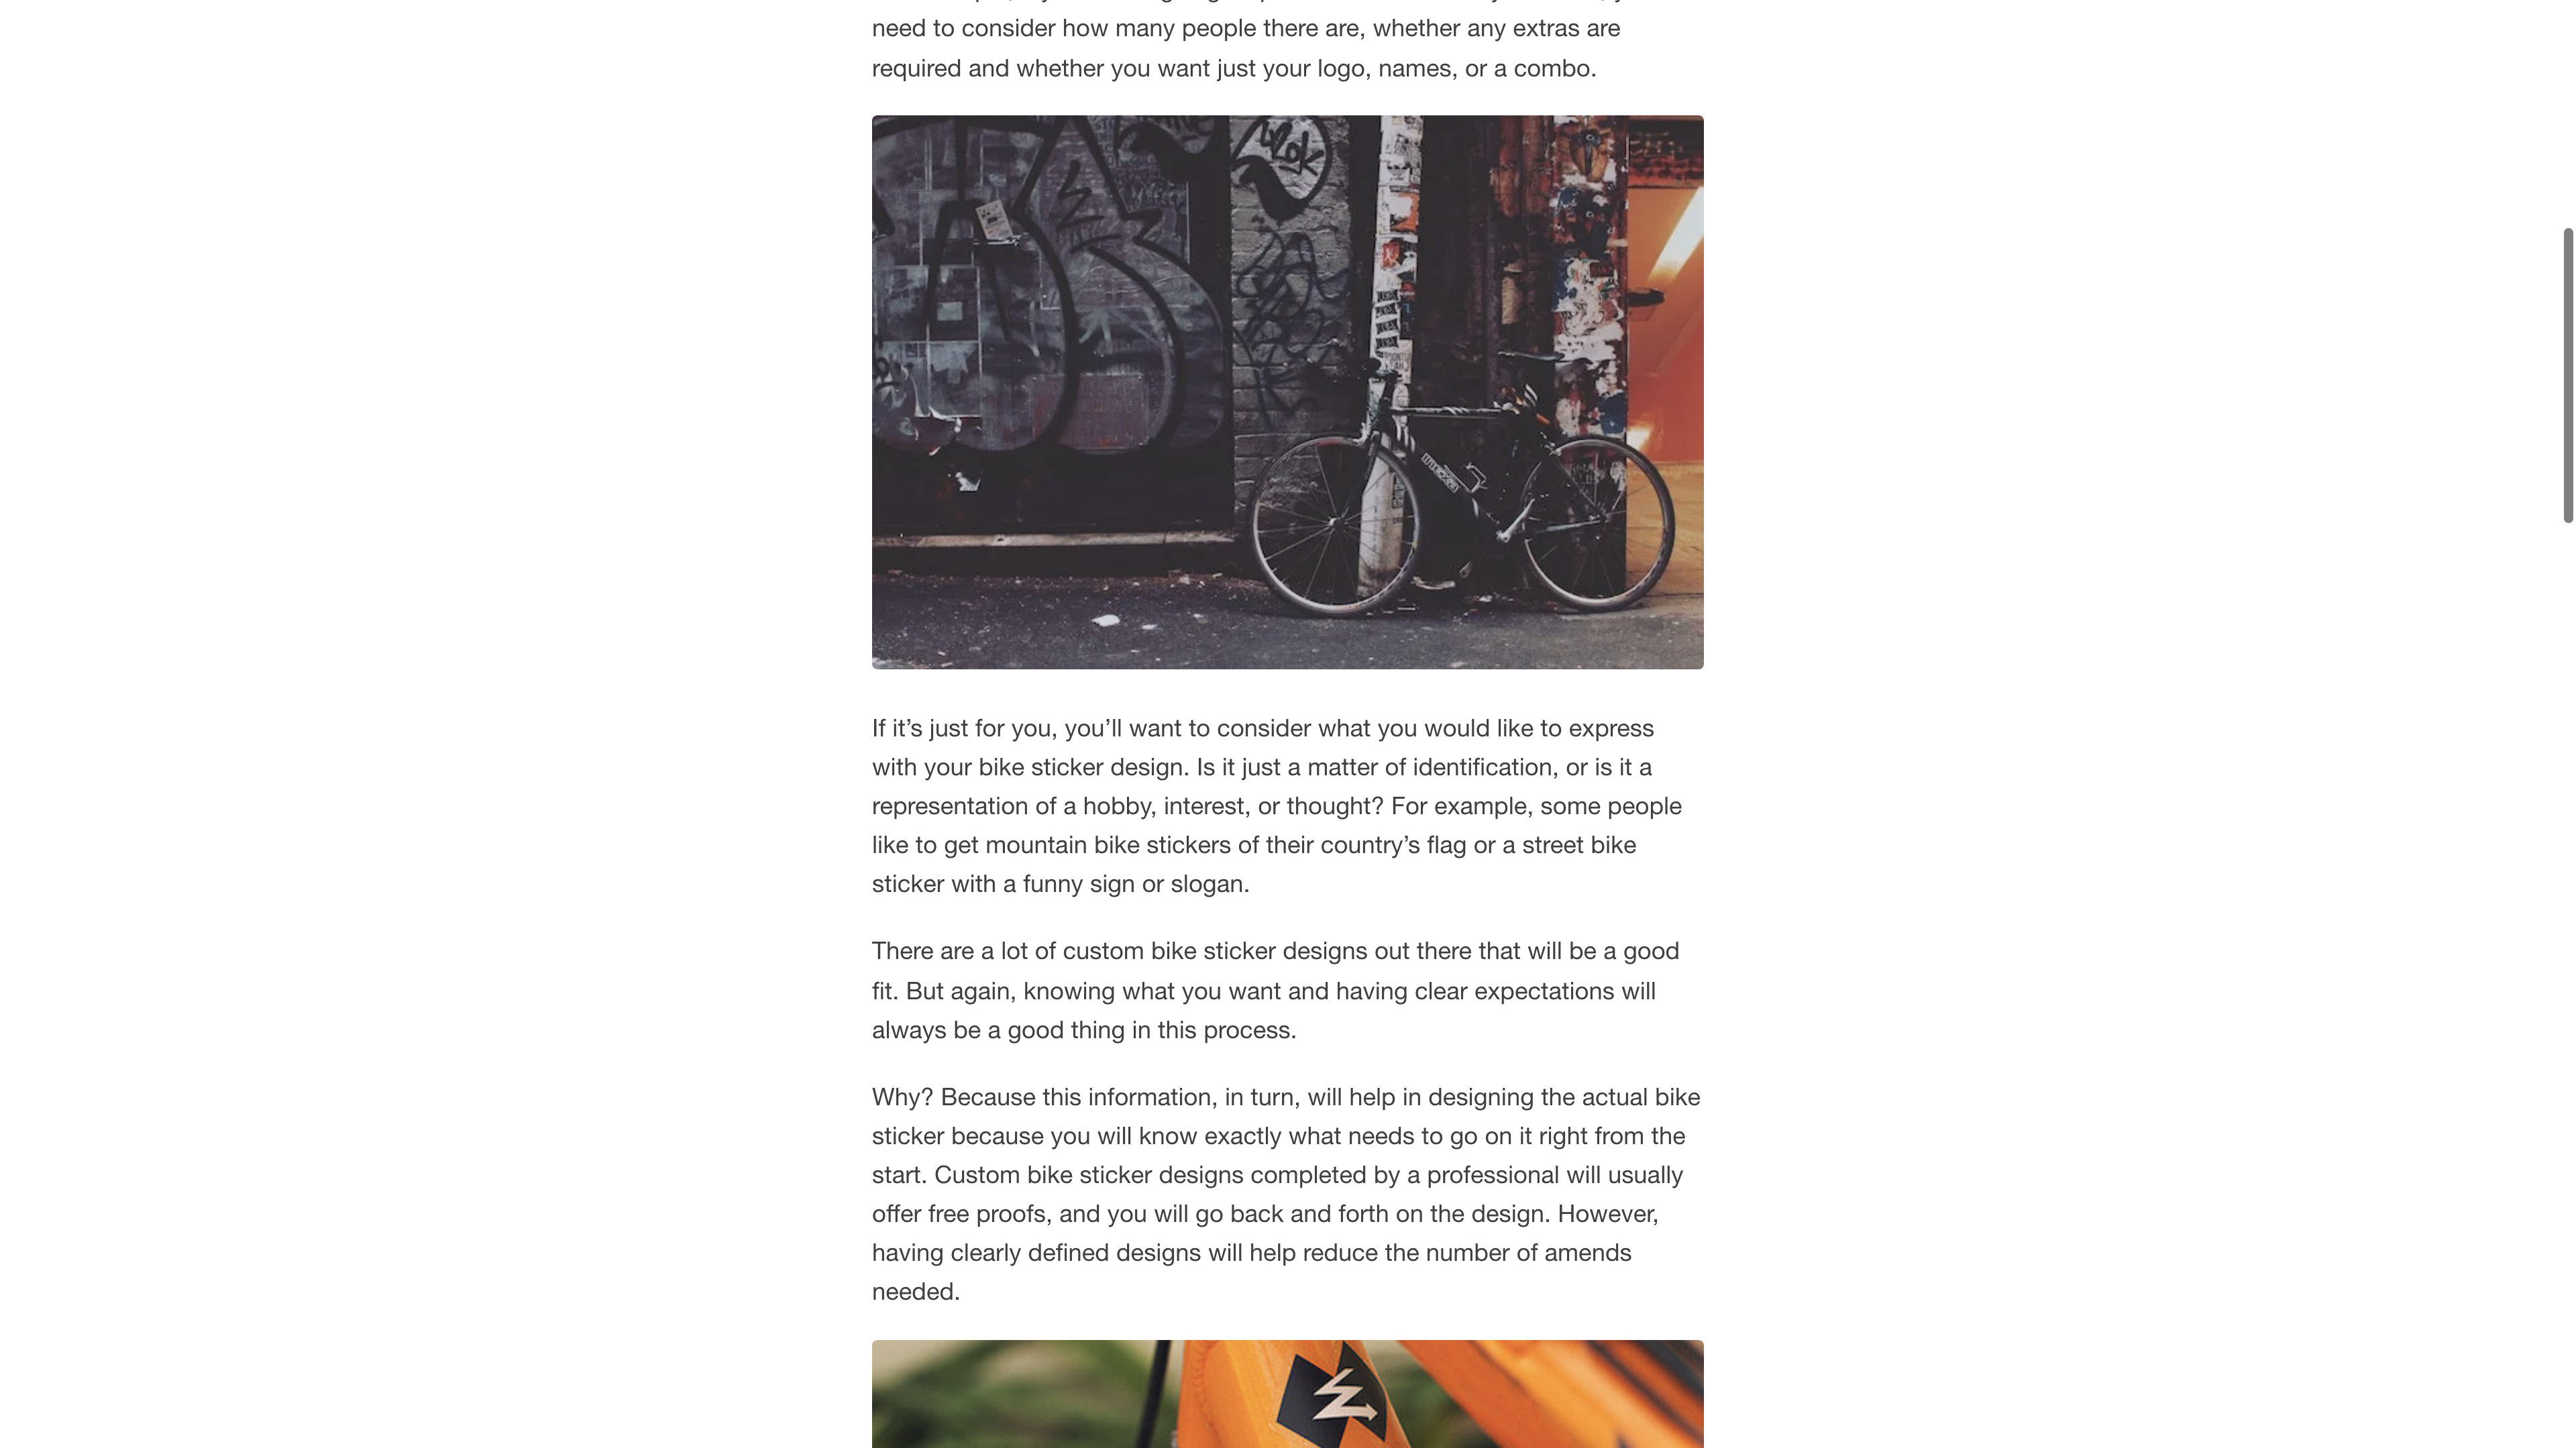 need to consider how many people there are, whether any extras are
required and whether you want just your logo, names, or a combo.
If it’s just for you, you’ll want to consider what you would like to express
with your bike sticker design. Is it just a matter of identification, or is it a
representation of a hobby, interest, or thought? For example, some people
like to get mountain bike stickers of their country’s flag or a street bike
sticker with a funny sign or slogan.
There are a lot of custom bike sticker designs out there that will be a good
fit. But again, knowing what you want and having clear expectations will
always be a good thing in this process.
Why? Because this information, in turn, will help in designing the actual bike
sticker because you will know exactly what needs to go on it right from the
start. Custom bike sticker designs completed by a professional will usually
offer free proofs, and you will go back and forth on the design. However,
having clearly defined designs will help reduce the number of amends
needed.